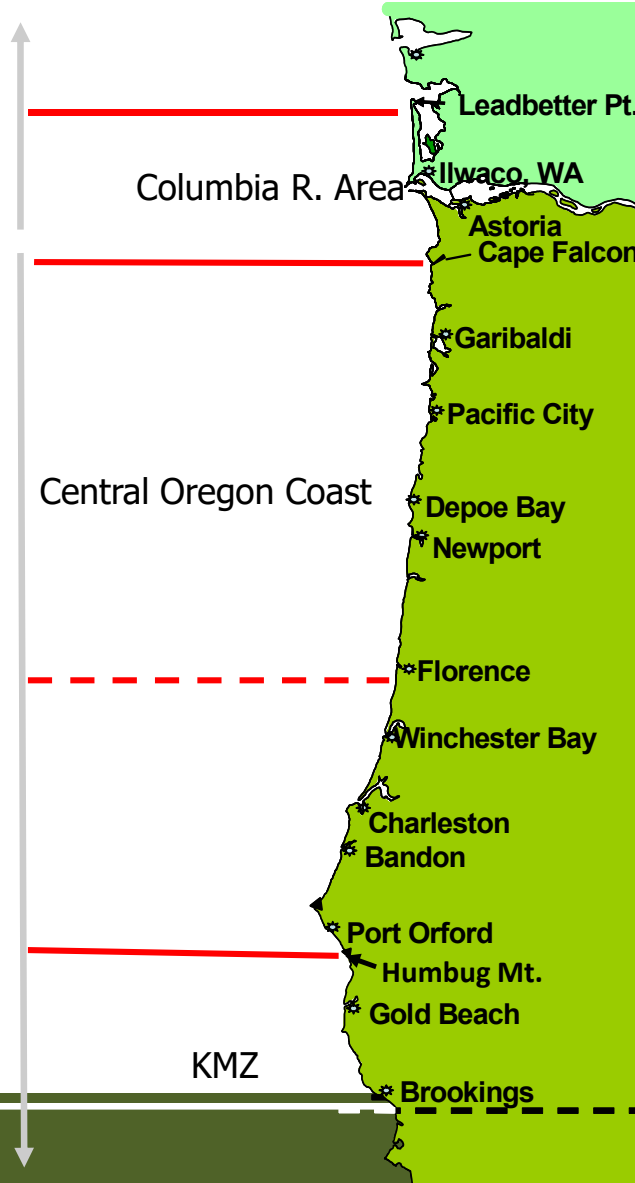 Leadbetter Pt.
Ilwaco, WA
Columbia R. Area
Astoria
Cape Falcon
Garibaldi
Pacific City
Central Oregon Coast
Depoe Bay
Newport
Florence
Winchester Bay
Charleston
Bandon
Port Orford
Humbug Mt.
Gold Beach
KMZ
Brookings